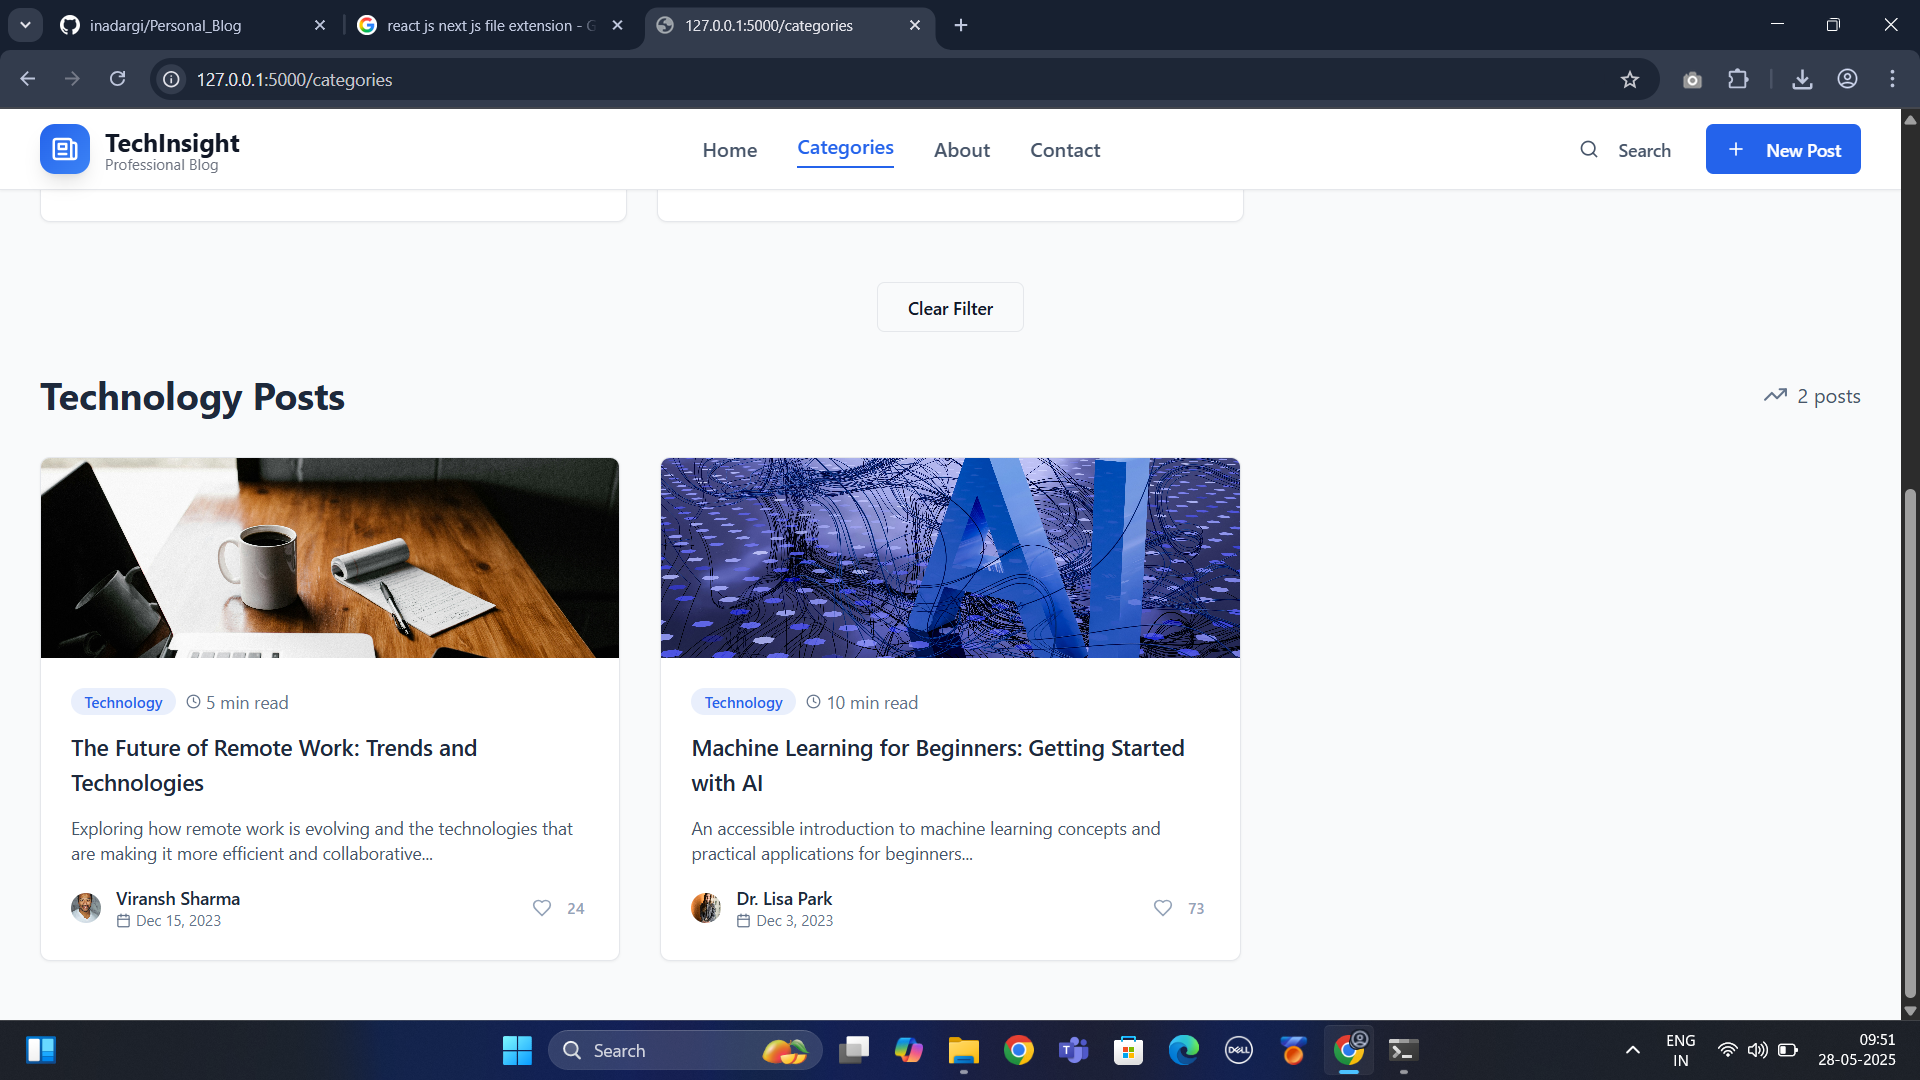 inadargi/Personal_Blog
react js next js file extension - G
127.0.0.1:5000/categories
127.0.0.1:5000/categories
TechInsight
Professional Blog
Home
Categories
About
Contact
Search
+ New Post
Clear Filter
Technology Posts
2 posts
Technology
5 min read
The Future of Remote Work: Trends and
Technologies
Exploring how remote work is evolving and the technologies that
are making it more efficient and collaborative...
Viransh Sharma
Dec 15, 2023
24
AI
Technology
10 min read
Machine Learning for Beginners: Getting Started
with AI
An accessible introduction to machine learning concepts and
practical applications for beginners...
Dr. Lisa Park
Dec 3, 2023
73
Search
DELL
ENG
IN
09:51
28-05-2025